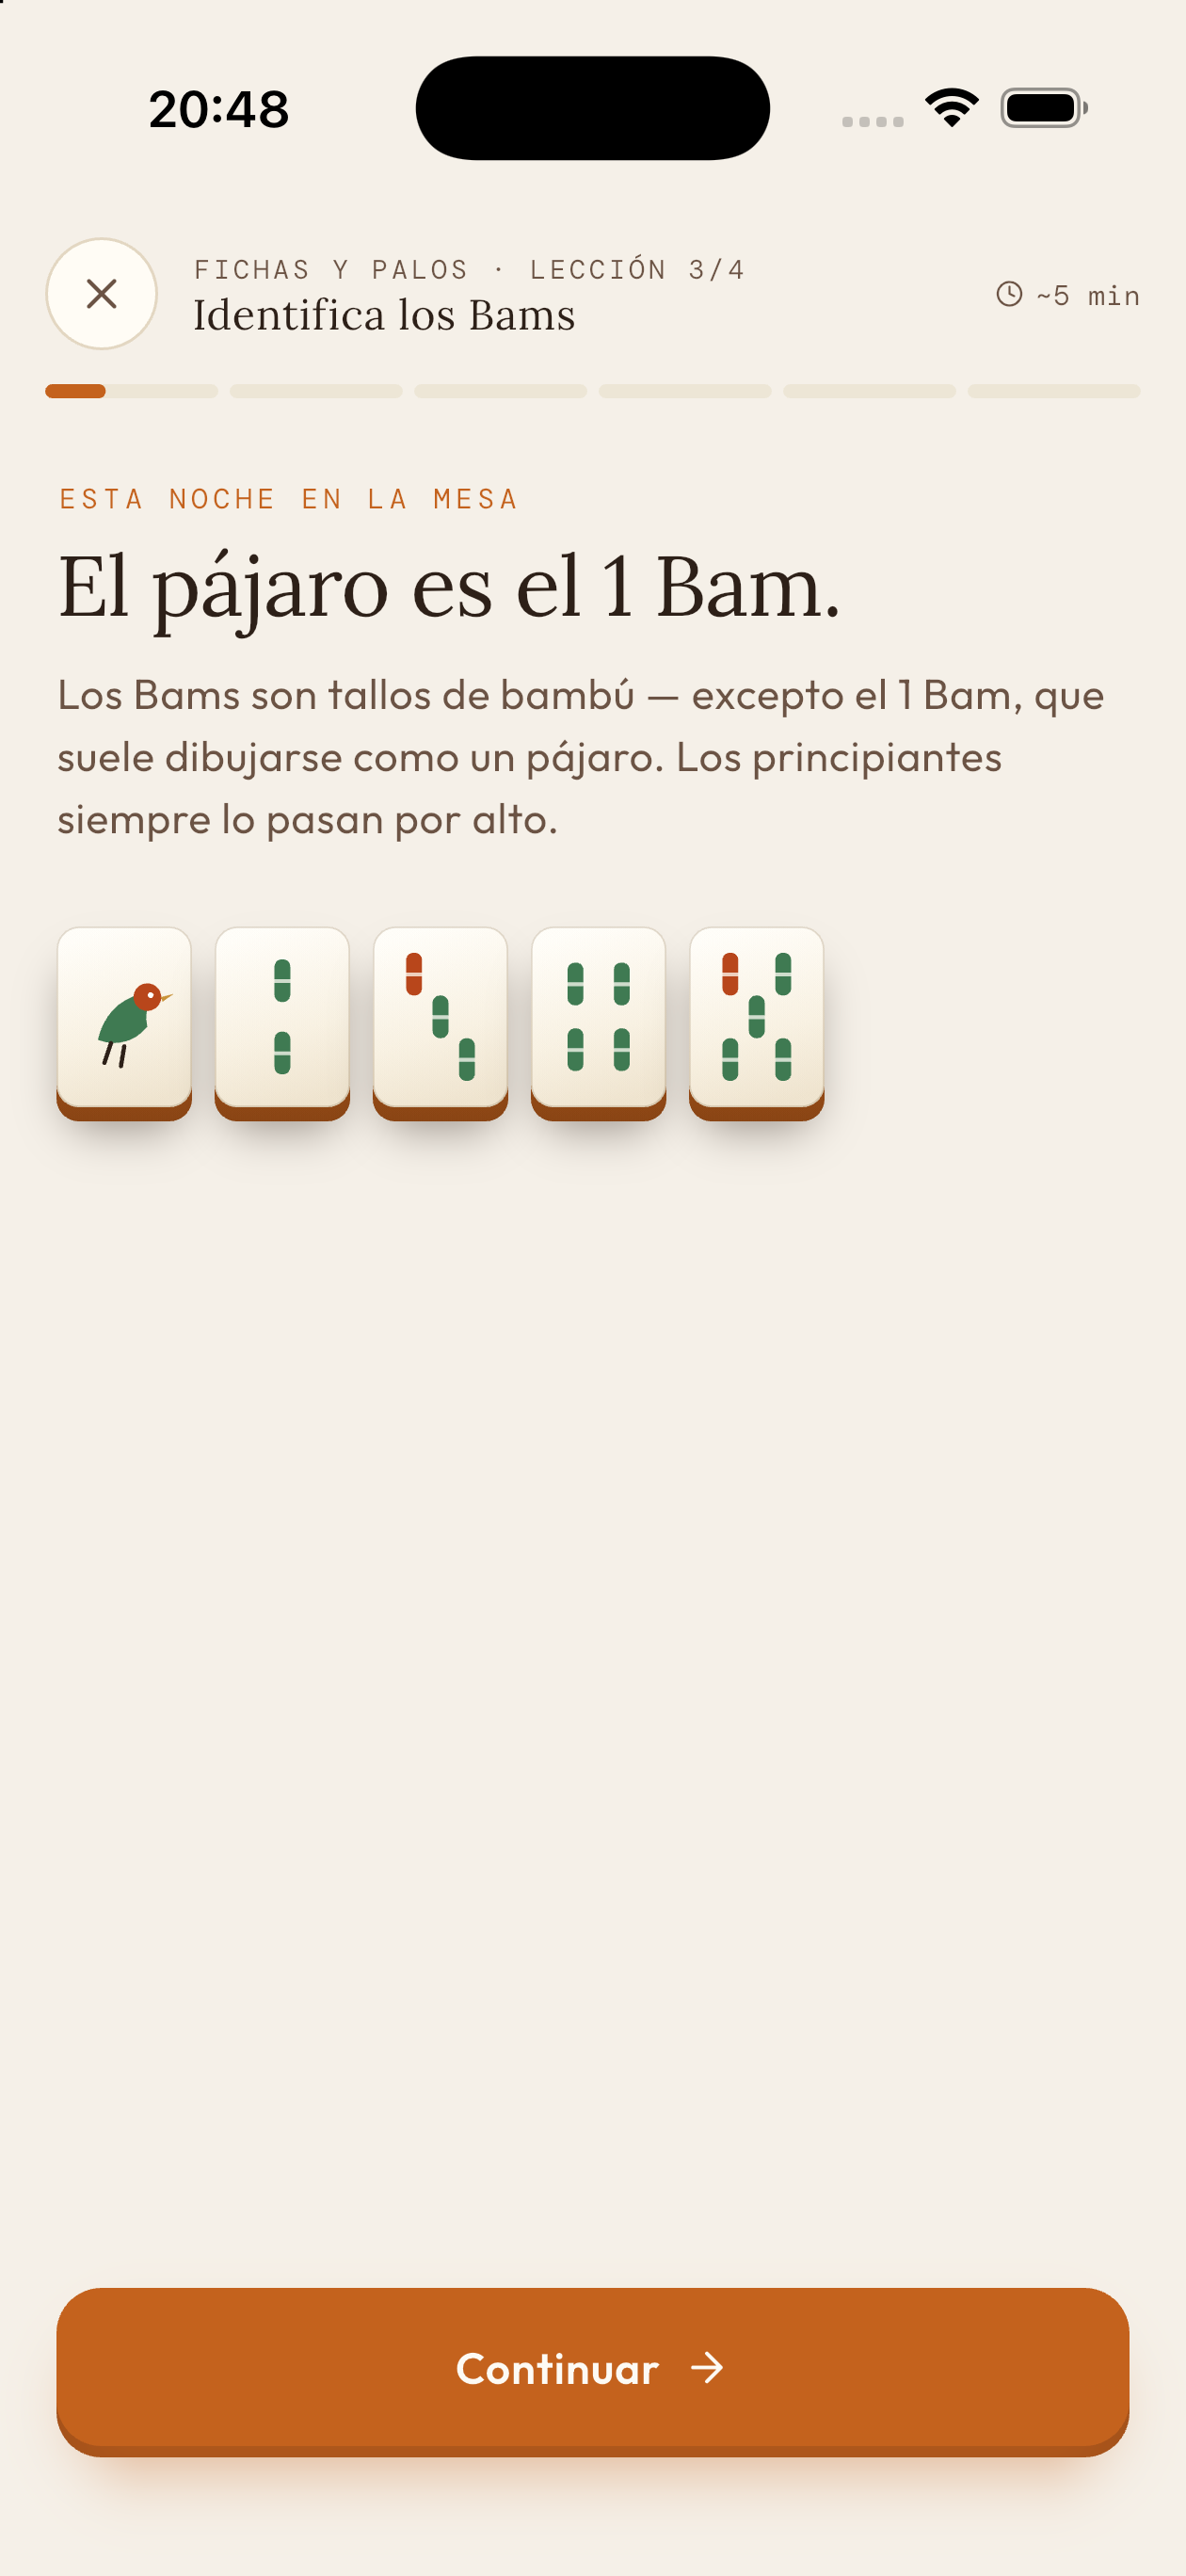 20:48
FICHAS Y PALOS · LECCIÓN 3/4
Identifica los Bams
~5 min
ESTA NOCHE EN LA MESA
El pájaro es el 1 Bam.
Los Bams son tallos de bambú — excepto el 1 Bam, que
suele dibujarse como un pájaro. Los principiantes
siempre lo pasan por alto.
Continuar →